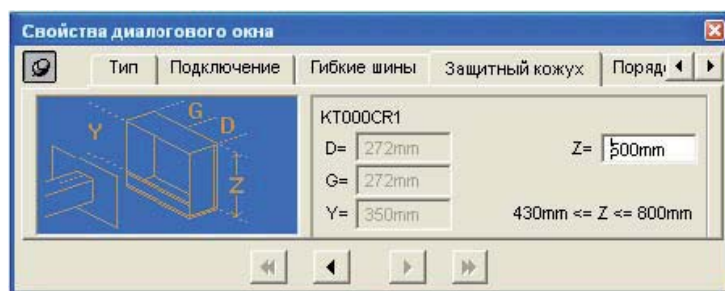 Свойства диалогового окна
Тип Подключение Гибкие шины Защитный кожух Поряд
Y G D Z
KT000CR1
D= 272mm Z= 500mm
G= 272mm
Y= 350mm 430mm <= Z <= 800mm